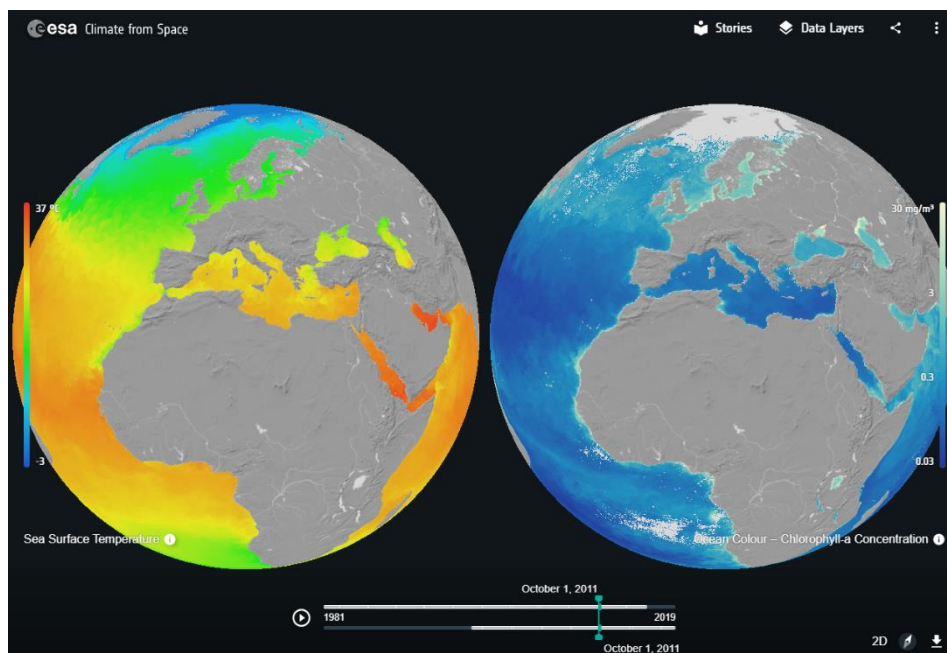 esa Climate from Space
Stories
Data Layers
37 °C
-3
30 mg/m³
3
0.3
0.03
Sea Surface Temperature
Ocean Colour – Chlorophyll-a Concentration
October 1, 2011
1981
2019
October 1, 2011
2D